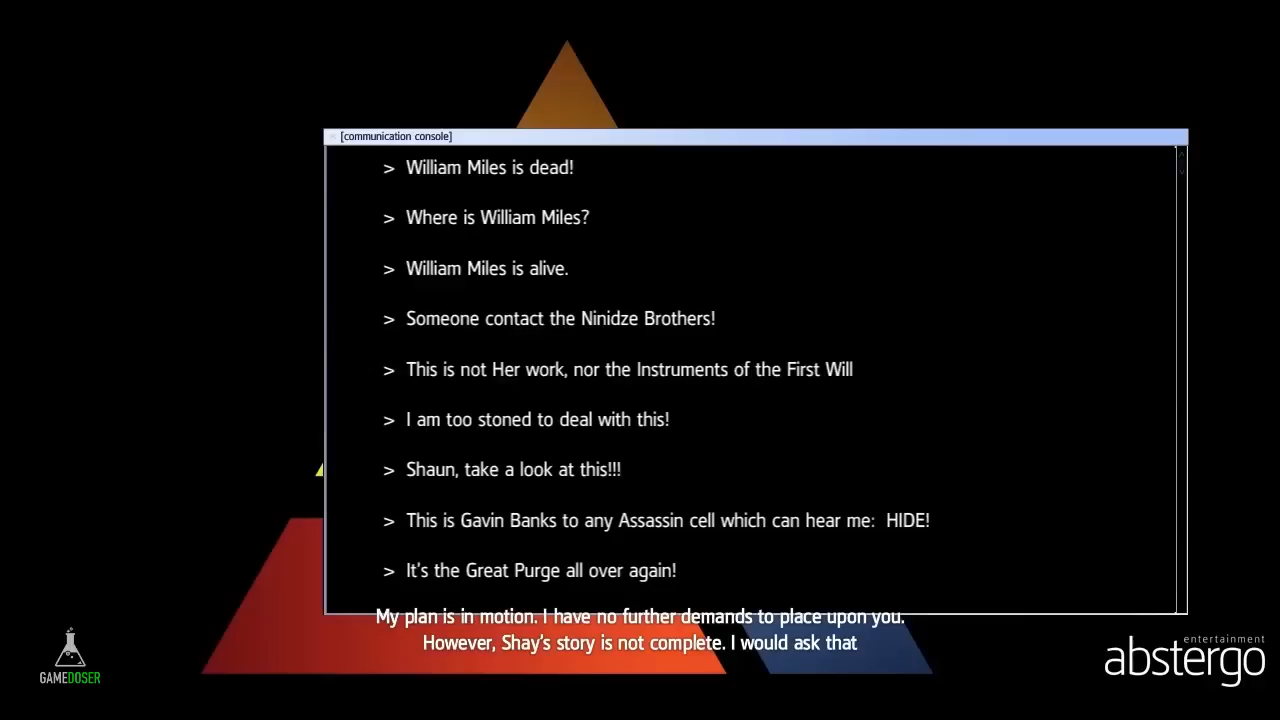 [communication console]
> William Miles is dead!
> Where is William Miles?
> William Miles is alive.
> Someone contact the Ninidze Brothers!
> This is not Her work, nor the Instruments of the First Will
> I am too stoned to deal with this!
> Shaun, take a look at this!!!
> This is Gavin Banks to any Assassin cell which can hear me:  HIDE!
> It's the Great Purge all over again!
My plan is in motion. I have no further demands to place upon you.
However, Shay's story is not complete. I would ask that
GAMEDOSER
entertainment
abstergo